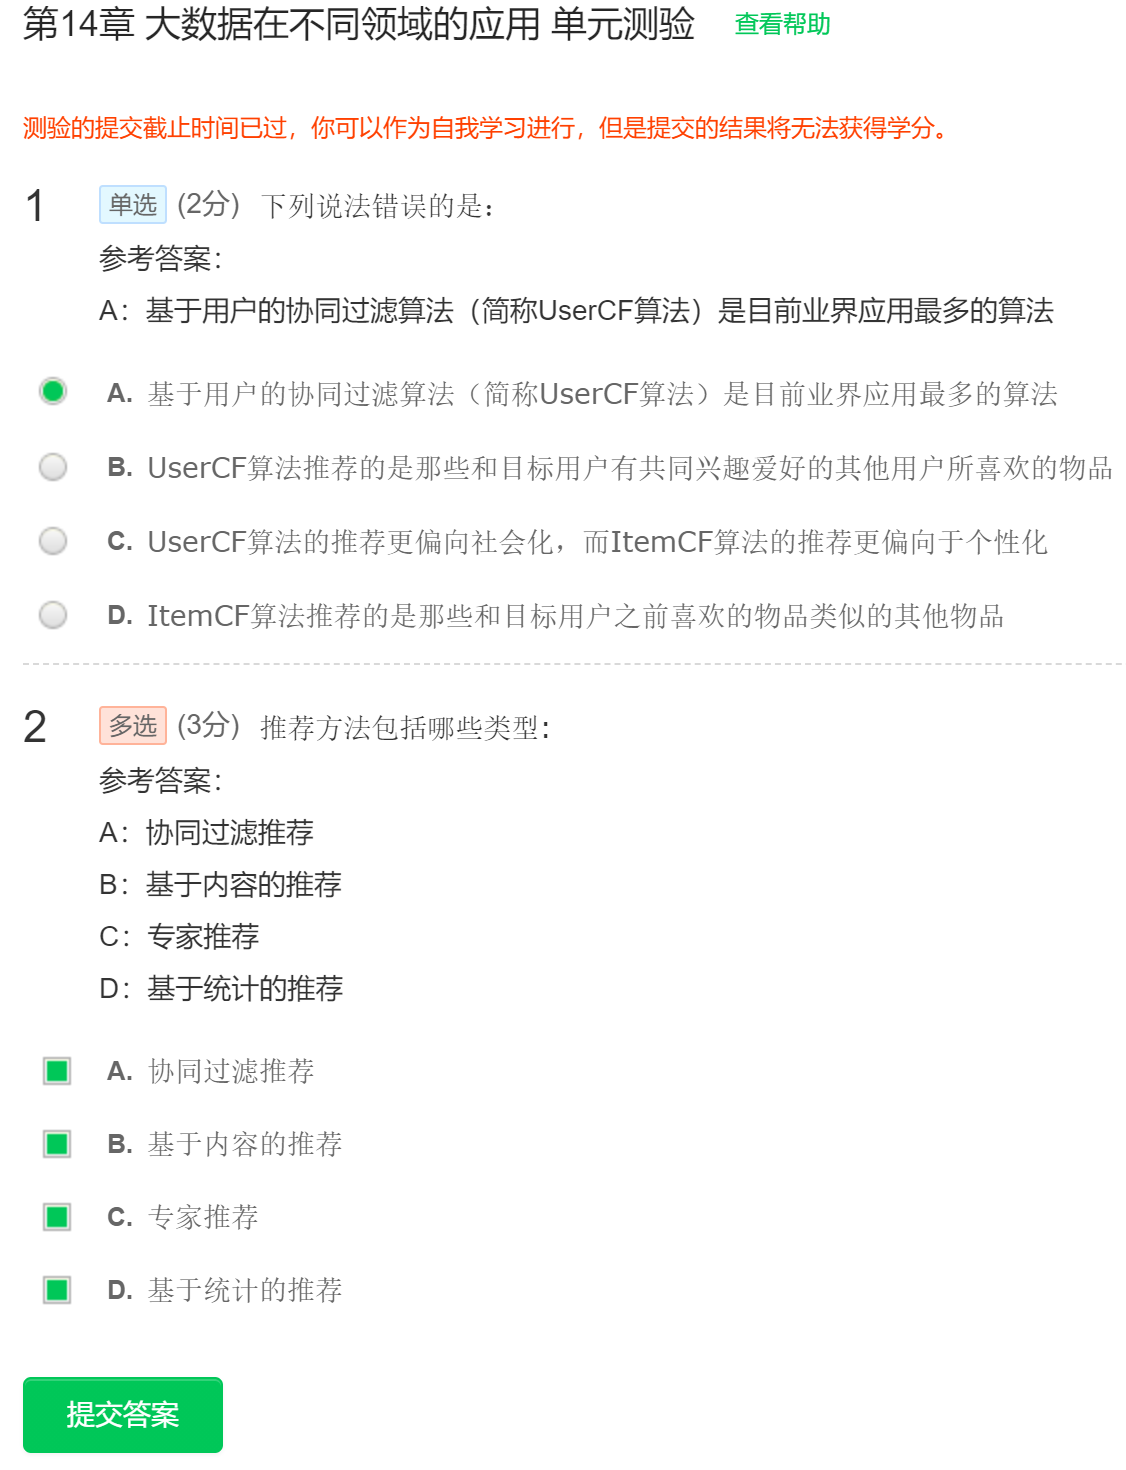 第14章 大数据在不同领域的应用 单元测验 查看帮助
测验的提交截止时间已过，你可以作为自我学习进行，但是提交的结果将无法获得学分。
1 单选 (2分) 下列说法错误的是：
参考答案：
A：基于用户的协同过滤算法（简称UserCF算法）是目前业界应用最多的算法
A. 基于用户的协同过滤算法（简称UserCF算法）是目前业界应用最多的算法
B. UserCF算法推荐的是那些和目标用户有共同兴趣爱好的其他用户所喜欢的物品
C. UserCF算法的推荐更偏向社会化，而ItemCF算法的推荐更偏向于个性化
D. ItemCF算法推荐的是那些和目标用户之前喜欢的物品类似的其他物品
2 多选 (3分) 推荐方法包括哪些类型：
参考答案：
A：协同过滤推荐
B：基于内容的推荐
C：专家推荐
D：基于统计的推荐
A. 协同过滤推荐
B. 基于内容的推荐
C. 专家推荐
D. 基于统计的推荐
提交答案